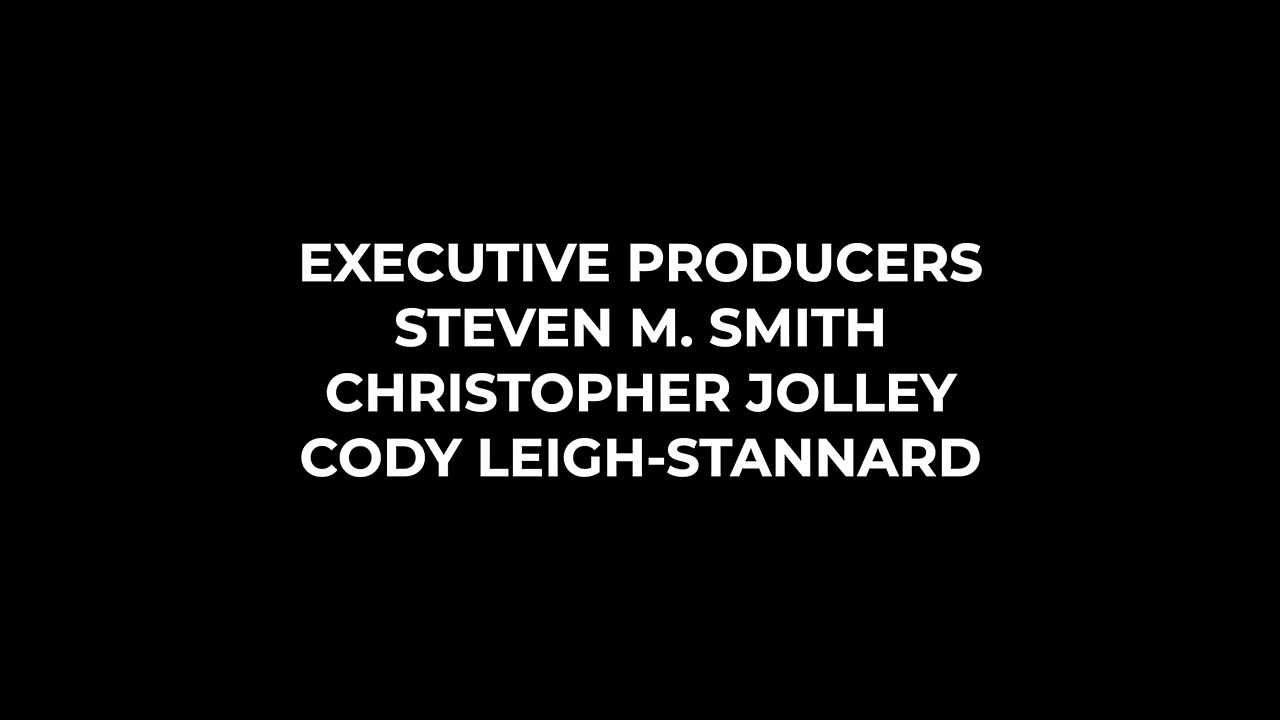 EXECUTIVE PRODUCERS
STEVEN M. SMITH
CHRISTOPHER JOLLEY
CODY LEIGH-STANNARD